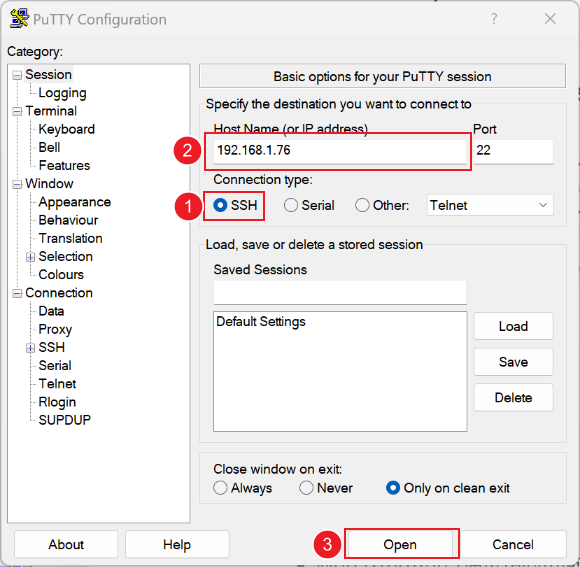 PuTTY Configuration
?
Category:
Session
Logging
Terminal
Keyboard
Bell
Features
Window
Appearance
Behaviour
Translation
Selection
Colours
Connection
Data
Proxy
SSH
Serial
Telnet
Rlogin
SUPDUP
Basic options for your PuTTY session
Specify the destination you want to connect to
Host Name (or IP address) Port
2 192.168.1.76 22
Connection type:
1 SSH Serial Other: Telnet
Load, save or delete a stored session
Saved Sessions
Default Settings
Load
Save
Delete
Close window on exit:
Always Never Only on clean exit
About Help 3 Open Cancel